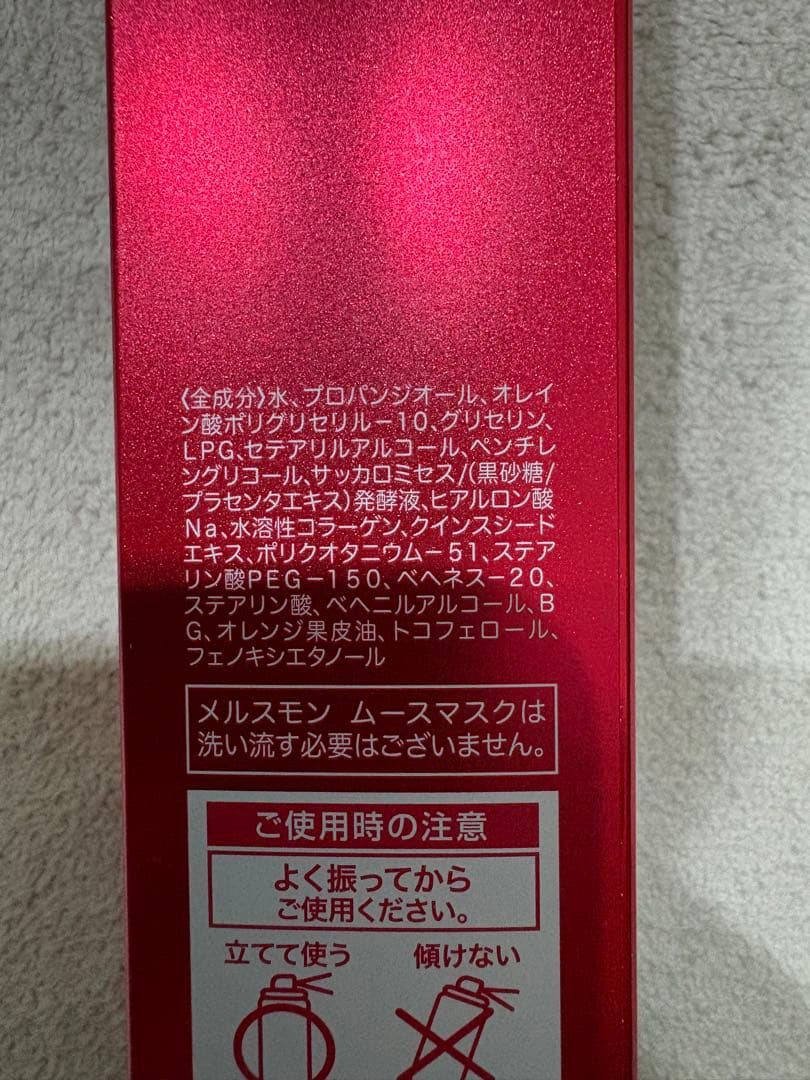 〈全成分〉水、プロパンジオール、オレイ
ン酸ポリグリセリル－10、グリセリン、
LPG、セテアリルアルコール、ペンチレ
ングリコール、サッカロミセス/(黒砂糖/
プラセンタエキス)発酵液、ヒアルロン酸
Na、水溶性コラーゲン、クインスシード
エキス、ポリクオタニウム－51、ステア
リン酸PEG－150、ベヘネス－20、
ステアリン酸、ベヘニルアルコール、B
G、オレンジ果皮油、トコフェロール、
フェノキシエタノール
メルスモン ムースマスクは
洗い流す必要はございません。
ご使用時の注意
よく振ってから
ご使用ください。
立てて使う
傾けない